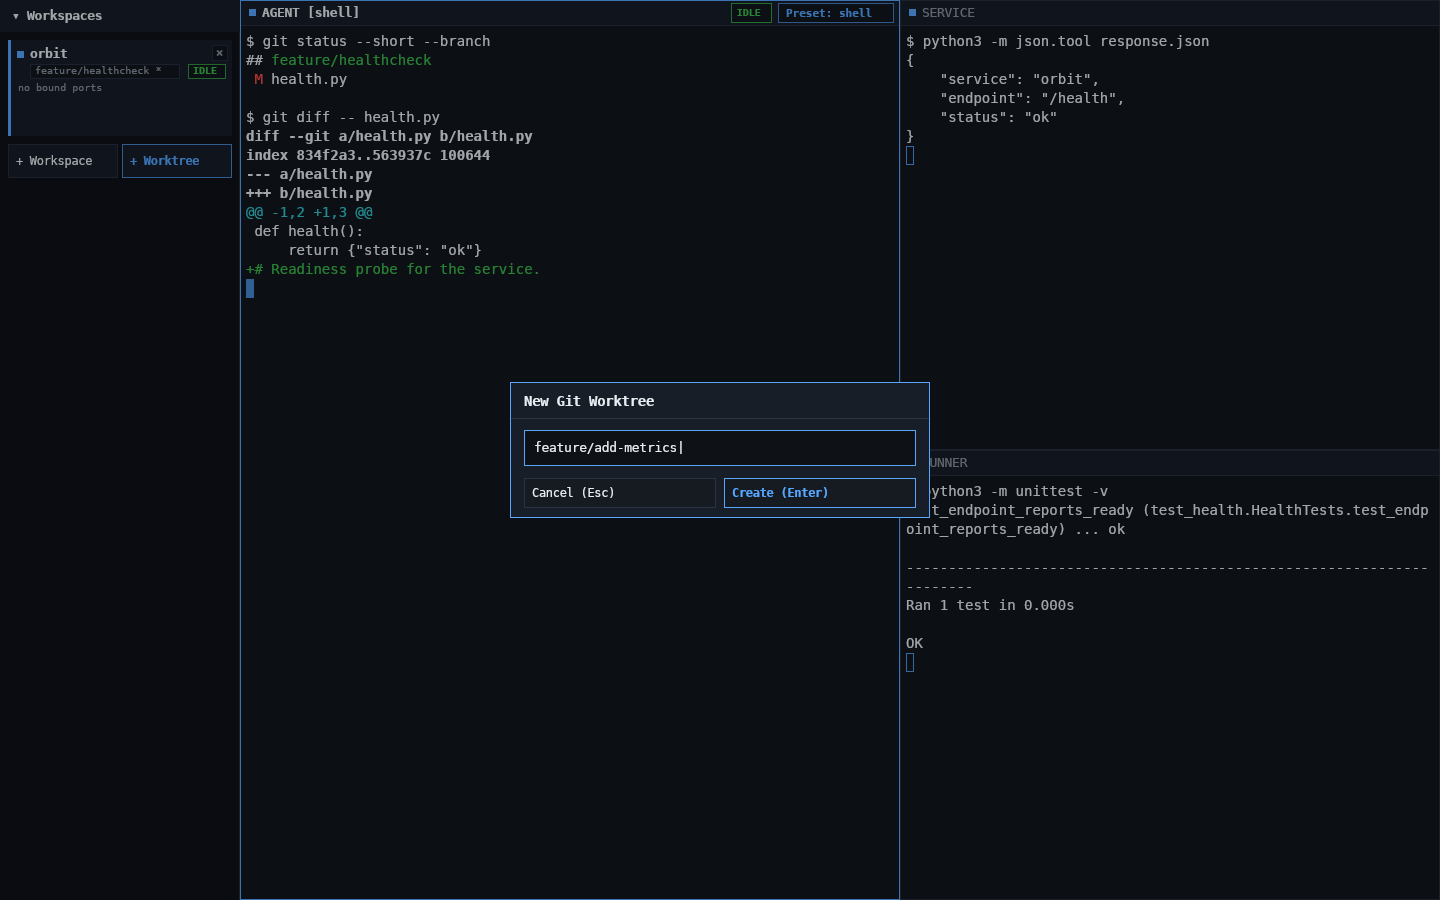 ▾ Workspaces
orbit ×
feature/healthcheck * IDLE
no bound ports
+ Workspace + Worktree
AGENT [shell] IDLE Preset: shell
$ git status --short --branch
## feature/healthcheck
 M health.py
$ git diff -- health.py
diff --git a/health.py b/health.py
index 834f2a3..563937c 100644
--- a/health.py
+++ b/health.py
@@ -1,2 +1,3 @@
 def health():
     return {"status": "ok"}
+# Readiness probe for the service.
SERVICE
$ python3 -m json.tool response.json
{
    "service": "orbit",
    "endpoint": "/health",
    "status": "ok"
}
New Git Worktree
feature/add-metrics
Cancel (Esc) Create (Enter)
UNNER
python3 -m unittest -v
t_endpoint_reports_ready (test_health.HealthTests.test_endp
oint_reports_ready) ... ok
--------------------------------------------------------------
--------
Ran 1 test in 0.000s
OK